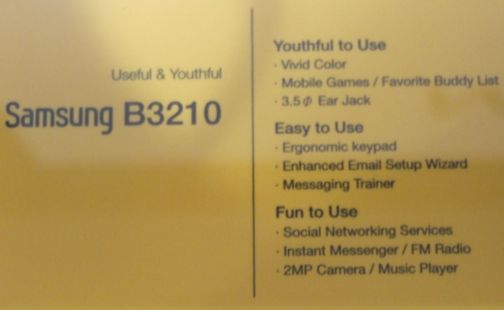 Useful & Youthful
Samsung B3210
Youthful to Use
· Vivid Color
· Mobile Games / Favorite Buddy List
· 3.5Φ Ear Jack
Easy to Use
· Ergonomic keypad
· Enhanced Email Setup Wizard
· Messaging Trainer
Fun to Use
· Social Networking Services
· Instant Messenger / FM Radio
· 2MP Camera / Music Player